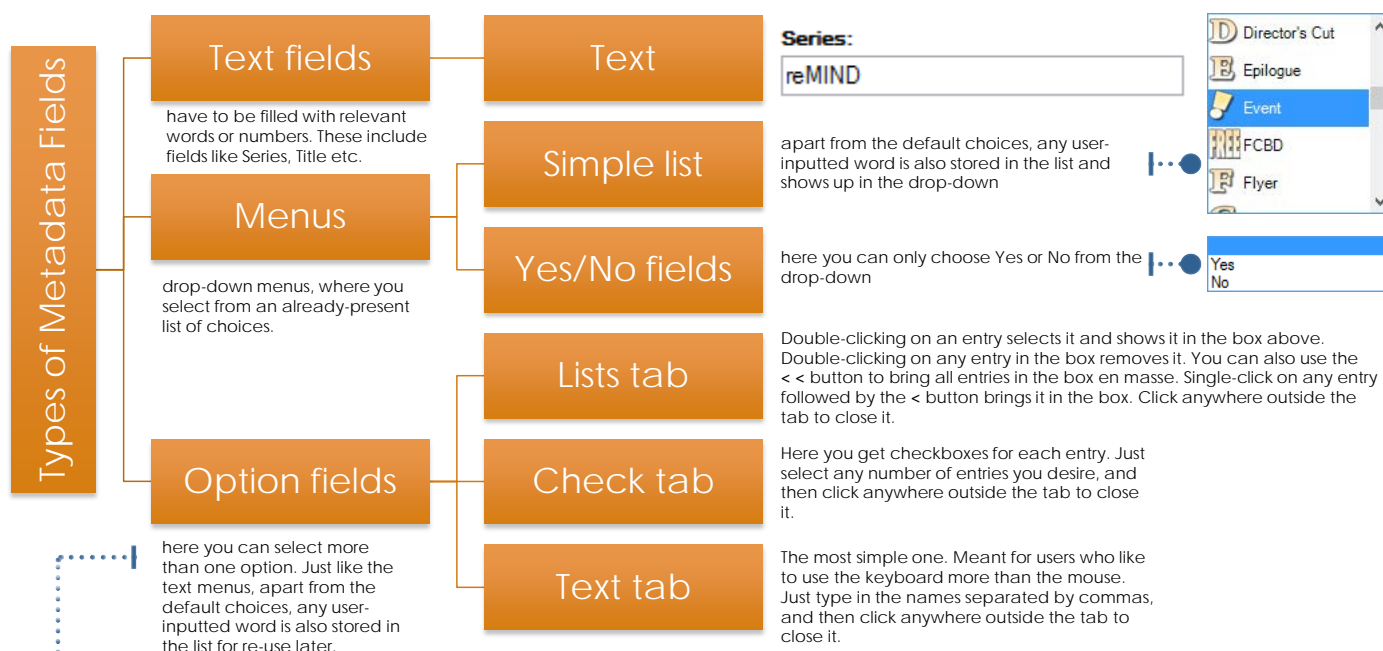 Types of Metadata Fields
Text fields
have to be filled with relevant
words or numbers. These include
fields like Series, Title etc.
Text
Series:
reMIND
Menus
drop-down menus, where you
select from an already-present
list of choices.
Simple list
apart from the default choices, any user-
inputted word is also stored in the list and
shows up in the drop-down
Director's Cut
Epilogue
Event
FCBD
Flyer
Yes/No fields
here you can only choose Yes or No from the
drop-down
Yes
No
Option fields
here you can select more
than one option. Just like the
text menus, apart from the
default choices, any user-
inputted word is also stored in
the list for re-use later.
Lists tab
Double-clicking on an entry selects it and shows it in the box above.
Double-clicking on any entry in the box removes it. You can also use the
< < button to bring all entries in the box en masse. Single-click on any entry
followed by the < button brings it in the box. Click anywhere outside the
tab to close it.
Check tab
Here you get checkboxes for each entry. Just
select any number of entries you desire, and
then click anywhere outside the tab to close
it.
Text tab
The most simple one. Meant for users who like
to use the keyboard more than the mouse.
Just type in the names separated by commas,
and then click anywhere outside the tab to
close it.